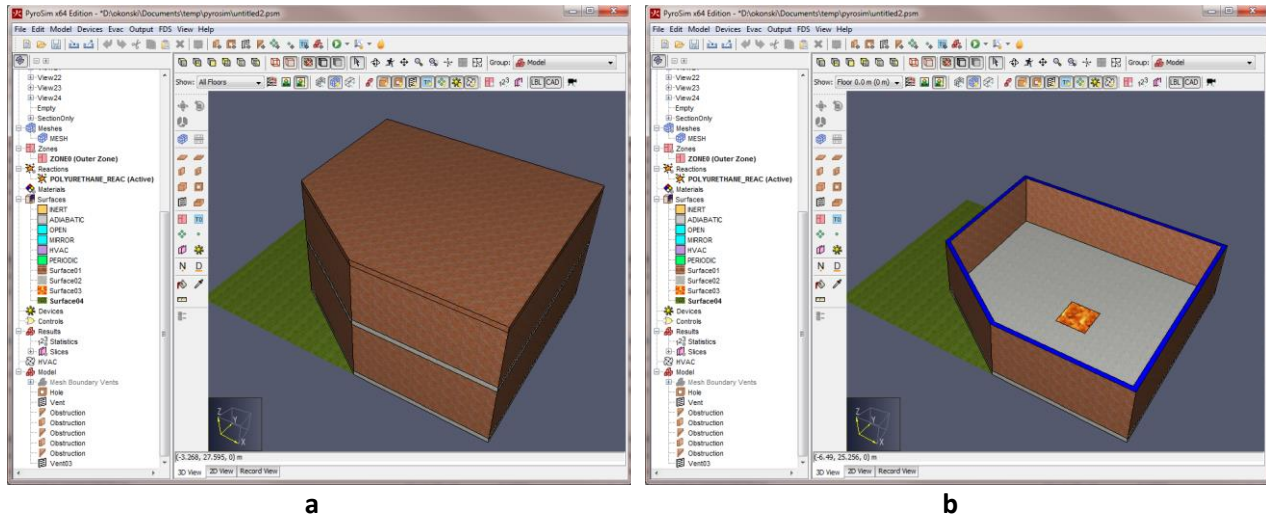 PyroSim x64 Edition - *D:\okonski\Documents\temp\pyrosim\untitled2.psm
File Edit Model Devices Evac Output FDS View Help
Group: Model
Show: All Floors
LBL CAD
View22
View23
View24
Empty
SectionOnly
Meshes
MESH
Zones
ZONE0 (Outer Zone)
Reactions
POLYURETHANE_REAC (Active)
Materials
Surfaces
INERT
ADIABATIC
OPEN
MIRROR
HVAC
PERIODIC
Surface01
Surface02
Surface03
Surface04
Devices
Controls
Results
Statistics
Slices
HVAC
Model
Mesh Boundary Vents
Hole
Vent
Obstruction
Obstruction
Obstruction
Obstruction
Obstruction
Vent03
N D
Z Y X
(-3.268, 27.595, 0) m
3D View 2D View Record View
a
PyroSim x64 Edition - *D:\okonski\Documents\temp\pyrosim\untitled2.psm
File Edit Model Devices Evac Output FDS View Help
Group: Model
Show: Floor 0.0 m (0 m)
LBL CAD
View22
View23
View24
Empty
SectionOnly
Meshes
MESH
Zones
ZONE0 (Outer Zone)
Reactions
POLYURETHANE_REAC (Active)
Materials
Surfaces
INERT
ADIABATIC
OPEN
MIRROR
HVAC
PERIODIC
Surface01
Surface02
Surface03
Surface04
Devices
Controls
Results
Statistics
Slices
HVAC
Model
Mesh Boundary Vents
Hole
Vent
Obstruction
Obstruction
Obstruction
Obstruction
Obstruction
Vent03
N D
Z Y X
(-6.49, 25.256, 0) m
3D View 2D View Record View
b